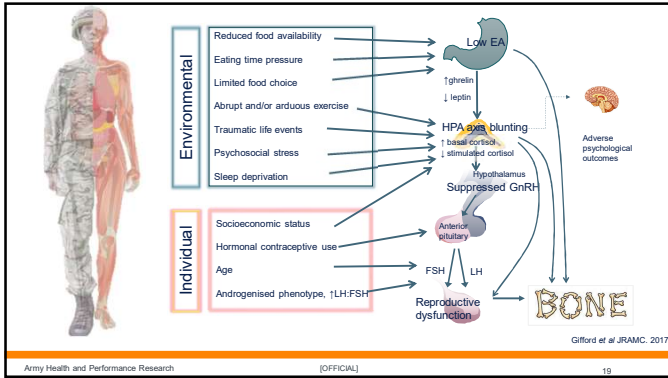 Environmental
Reduced food availability
Eating time pressure
Limited food choice
Abrupt and/or arduous exercise
Traumatic life events
Psychosocial stress
Sleep deprivation
Individual
Socioeconomic status
Hormonal contraceptive use
Age
Androgenised phenotype, ↑LH:FSH
Low EA
↑ghrelin
↓ leptin
HPA axis blunting
↑ basal cortisol
↓ stimulated cortisol
Hypothalamus
Suppressed GnRH
Anterior
pituitary
FSH LH
Reproductive
dysfunction
Adverse
psychological
outcomes
BONE
Gifford et al JRAMC. 2017
Army Health and Performance Research [OFFICIAL] 19